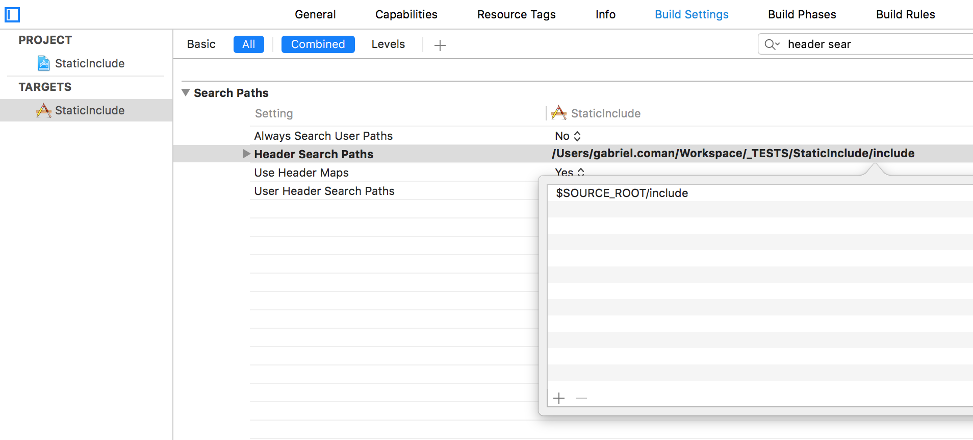 General Capabilities Resource Tags Info Build Settings Build Phases Build Rules
PROJECT
StaticInclude
TARGETS
StaticInclude
Basic All Combined Levels + header sear
Search Paths
Setting StaticInclude
Always Search User Paths No
Header Search Paths /Users/gabriel.coman/Workspace/_TESTS/StaticInclude/include
Use Header Maps Yes
User Header Search Paths
$SOURCE_ROOT/include